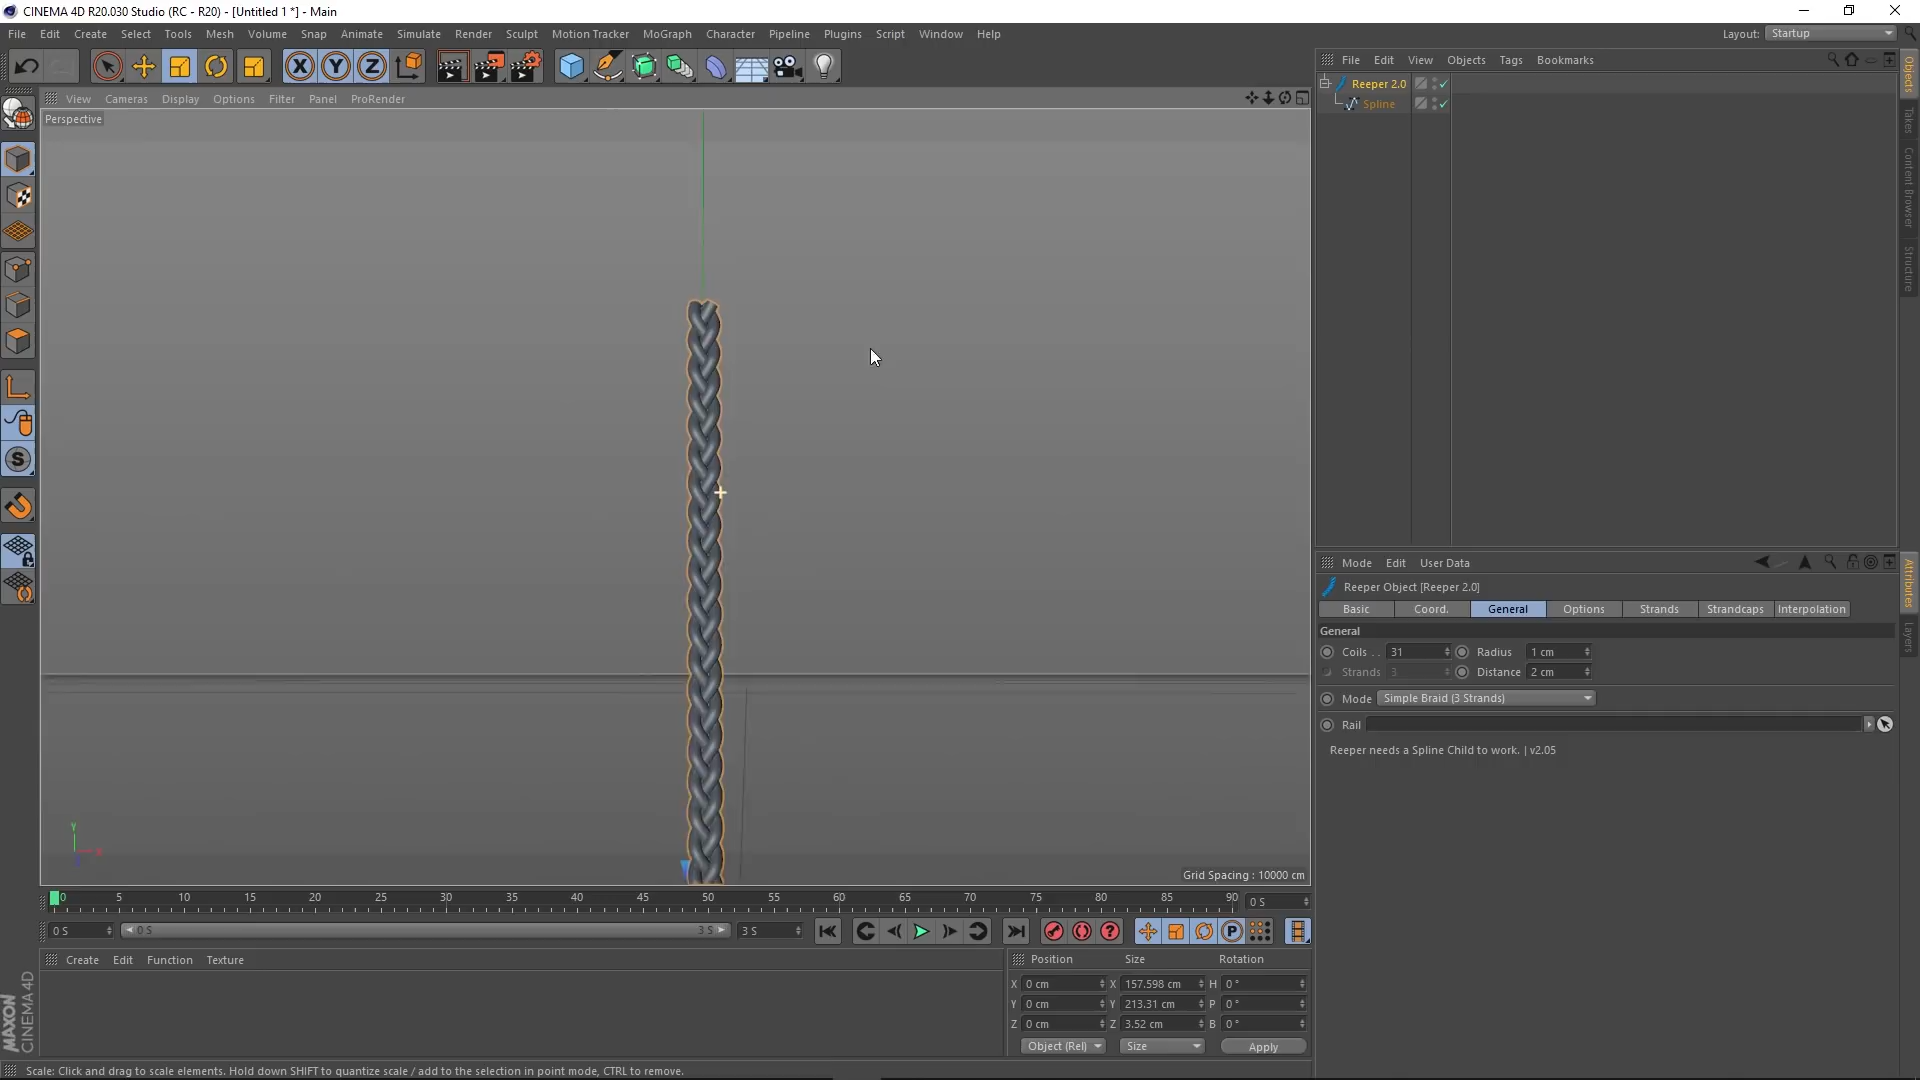 CINEMA 4D R20.030 Studio (RC - R20) - [Untitled 1 *] - Main
File Edit Create Select Tools Mesh Volume Snap Animate Simulate Render Sculpt Motion Tracker MoGraph Character Pipeline Plugins Script Window Help
Layout: Startup
X Y Z
File Edit View Objects Tags Bookmarks
Reeper 2.0
Spline
Objects
Takes
Content Browser
Structure
View Cameras Display Options Filter Panel ProRender
Perspective
S
Y
Grid Spacing : 10000 cm
Mode Edit User Data
Reeper Object [Reeper 2.0]
Basic Coord. General Options Strands Strandcaps Interpolation
General
Coils . . 31 Radius 1 cm
Strands 3 Distance 2 cm
Mode Simple Braid (3 Strands)
Rail
Reeper needs a Spline Child to work. | v2.05
Attributes
Layers
0 5 10 15 20 25 30 35 40 45 50 55 60 65 70 75 80 85 90 0 S
0 S 0 S 3 S 3 S
P
Create Edit Function Texture
Position Size Rotation
X 0 cm X 157.598 cm H 0 °
Y 0 cm Y 213.31 cm P 0 °
Z 0 cm Z 3.52 cm B 0 °
Object (Rel) Size Apply
MAXON
CINEMA 4D
Scale: Click and drag to scale elements. Hold down SHIFT to quantize scale / add to the selection in point mode, CTRL to remove.